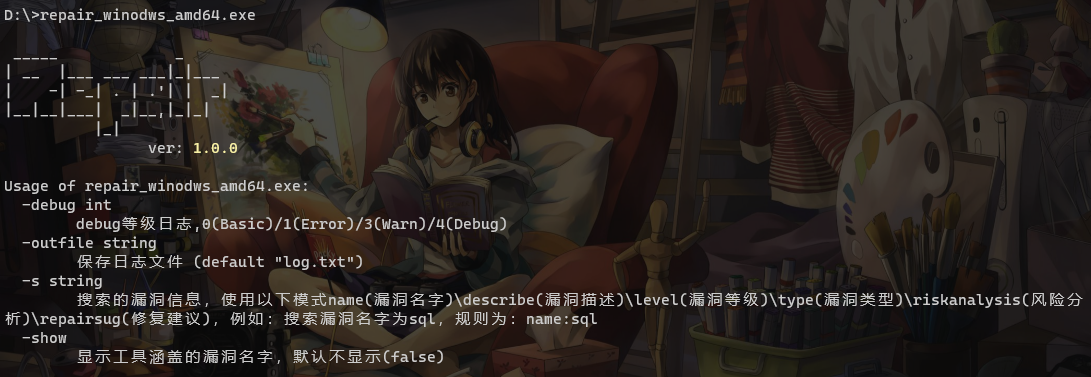 D:\>repair_winodws_amd64.exe
ver: 1.0.0
Usage of repair_winodws_amd64.exe:
-debug int
debug等级日志,0(Basic)/1(Error)/3(Warn)/4(Debug)
-outfile string
保存日志文件 (default "log.txt")
-s string
搜索的漏洞信息，使用以下模式name(漏洞名字)\describe(漏洞描述)\level(漏洞等级)\type(漏洞类型)\riskanalysis(风险分
析)\repairsug(修复建议)，例如：搜索漏洞名字为sql，规则为：name:sql
-show
显示工具涵盖的漏洞名字，默认不显示(false)